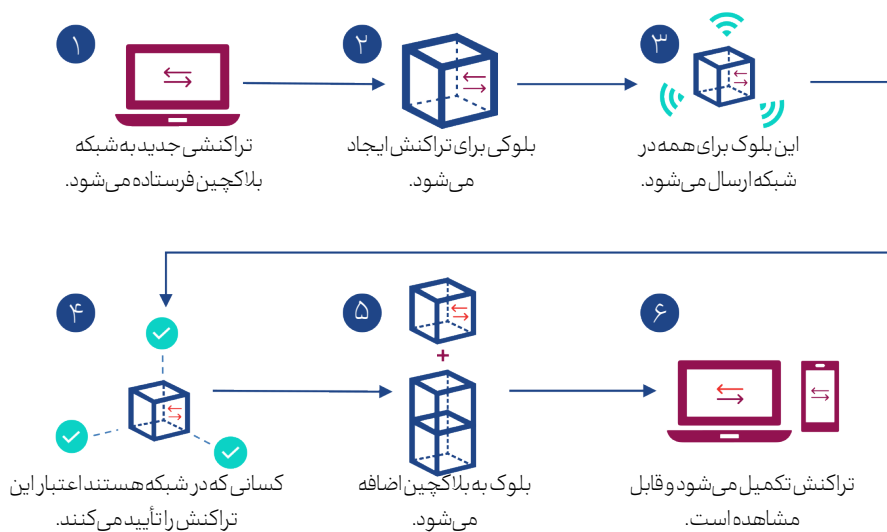 ۱
تراکنشی جدید به شبکه
بلاکچین فرستاده می‌شود.
۲
بلوکی برای تراکنش ایجاد
می‌شود.
۳
این بلوک برای همه در
شبکه ارسال می‌شود.
۴
کسانی که در شبکه هستند اعتبار این
تراکنش را تأیید می‌کنند.
۵
+
بلوک به بلاکچین اضافه
می‌شود.
۶
تراکنش تکمیل می‌شود و قابل
مشاهده است.